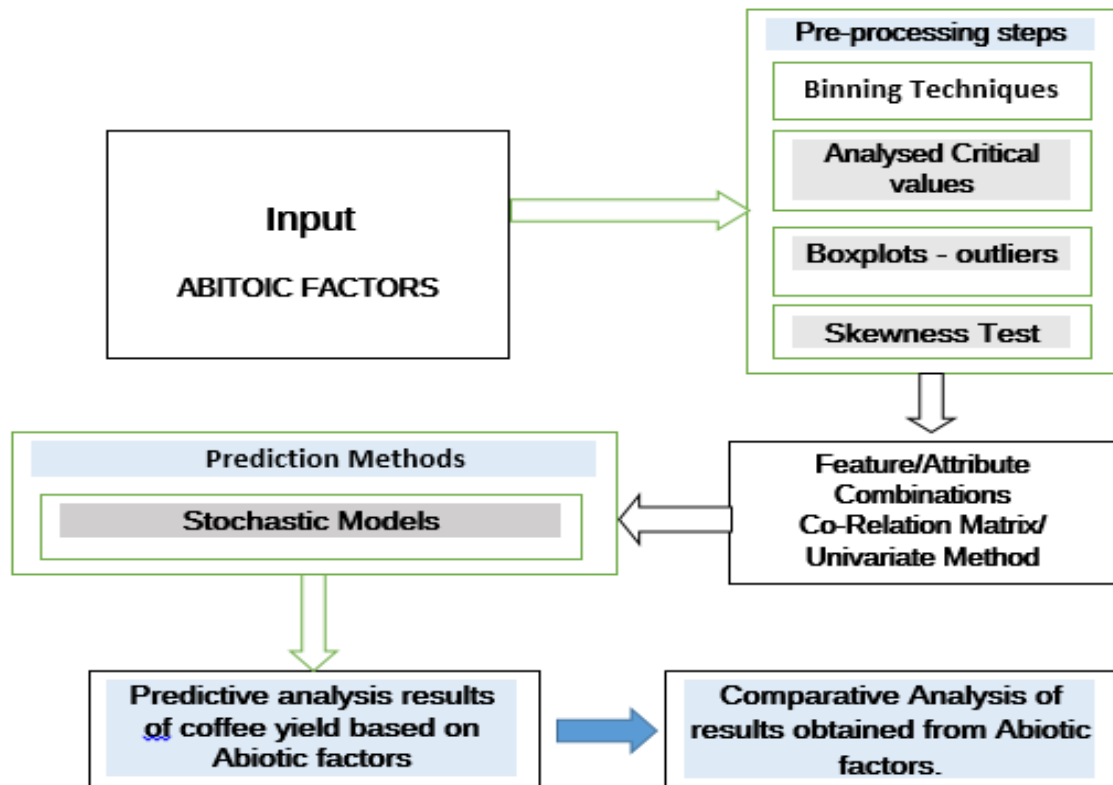 Input
ABITOIC FACTORS
Pre-processing steps
Binning Techniques
Analysed Critical
values
Boxplots - outliers
Skewness Test
Feature/Attribute
Combinations
Co-Relation Matrix/
Univariate Method
Prediction Methods
Stochastic Models
Predictive analysis results
of coffee yield based on
Abiotic factors
Comparative Analysis of
results obtained from Abiotic
factors.